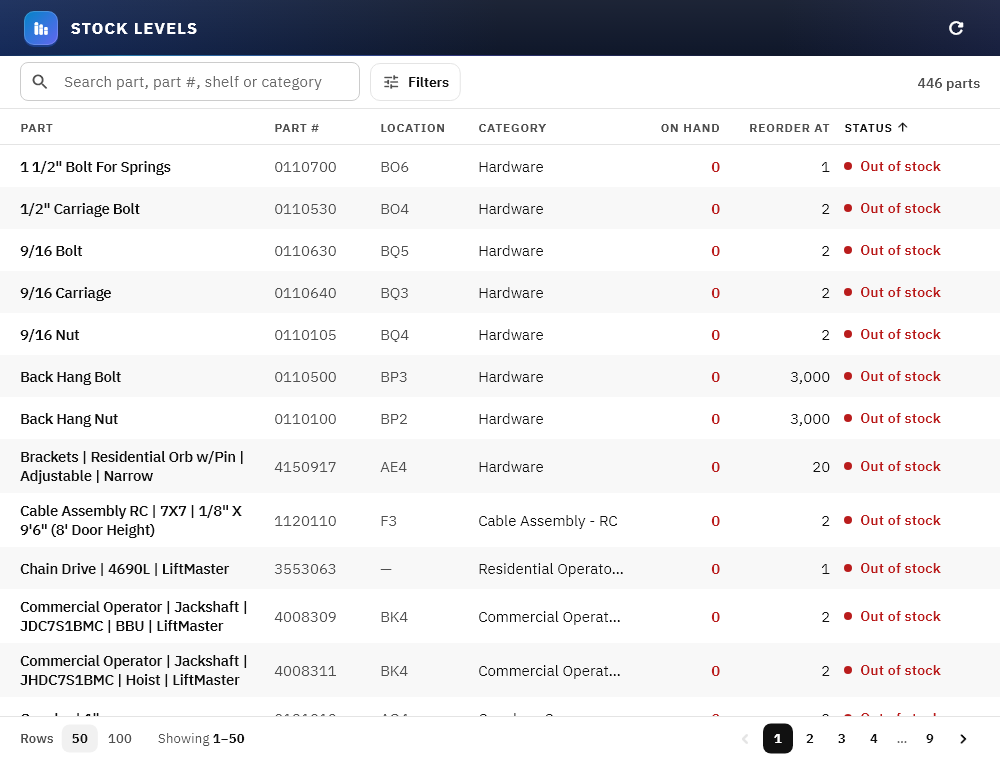 STOCK LEVELS
Search part, part #, shelf or category
Filters
446 parts
PART PART # LOCATION CATEGORY ON HAND REORDER AT STATUS ↑
1 1/2" Bolt For Springs 0110700 BO6 Hardware 0 1 Out of stock
1/2" Carriage Bolt 0110530 BO4 Hardware 0 2 Out of stock
9/16 Bolt 0110630 BQ5 Hardware 0 2 Out of stock
9/16 Carriage 0110640 BQ3 Hardware 0 2 Out of stock
9/16 Nut 0110105 BQ4 Hardware 0 2 Out of stock
Back Hang Bolt 0110500 BP3 Hardware 0 3,000 Out of stock
Back Hang Nut 0110100 BP2 Hardware 0 3,000 Out of stock
Brackets | Residential Orb w/Pin |
Adjustable | Narrow 4150917 AE4 Hardware 0 20 Out of stock
Cable Assembly RC | 7X7 | 1/8" X
9'6" (8' Door Height) 1120110 F3 Cable Assembly - RC 0 2 Out of stock
Chain Drive | 4690L | LiftMaster 3553063 — Residential Operato... 0 1 Out of stock
Commercial Operator | Jackshaft |
JDC7S1BMC | BBU | LiftMaster 4008309 BK4 Commercial Operat... 0 2 Out of stock
Commercial Operator | Jackshaft |
JHDC7S1BMC | Hoist | LiftMaster 4008311 BK4 Commercial Operat... 0 2 Out of stock
Rows 50 100 Showing 1–50
1 2 3 4 ... 9